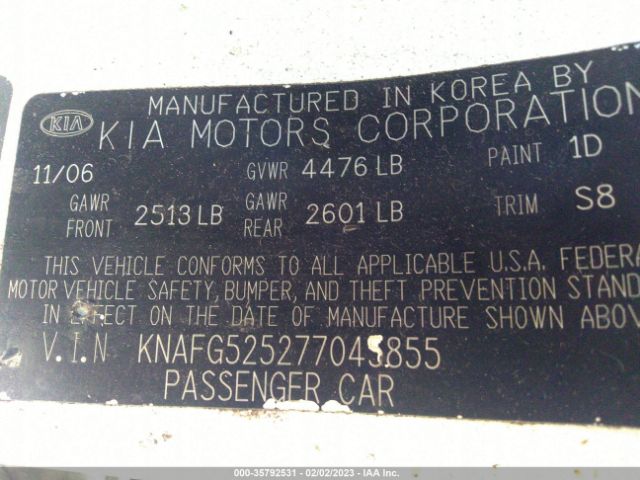 KIA
MANUFACTURED IN KOREA BY
KIA MOTORS CORPORATION
11/06 GVWR 4476 LB PAINT 1D
GAWR FRONT 2513 LB GAWR REAR 2601 LB TRIM S8
THIS VEHICLE CONFORMS TO ALL APPLICABLE U.S.A. FEDERA
MOTOR VEHICLE SAFETY, BUMPER, AND THEFT PREVENTION STAND
IN EFFECT ON THE DATE OF MANUFACTURE SHOWN ABOV
V.I.N KNAFG525277045855
PASSENGER CAR
000-35792531 - 02/02/2023 - IAA Inc.